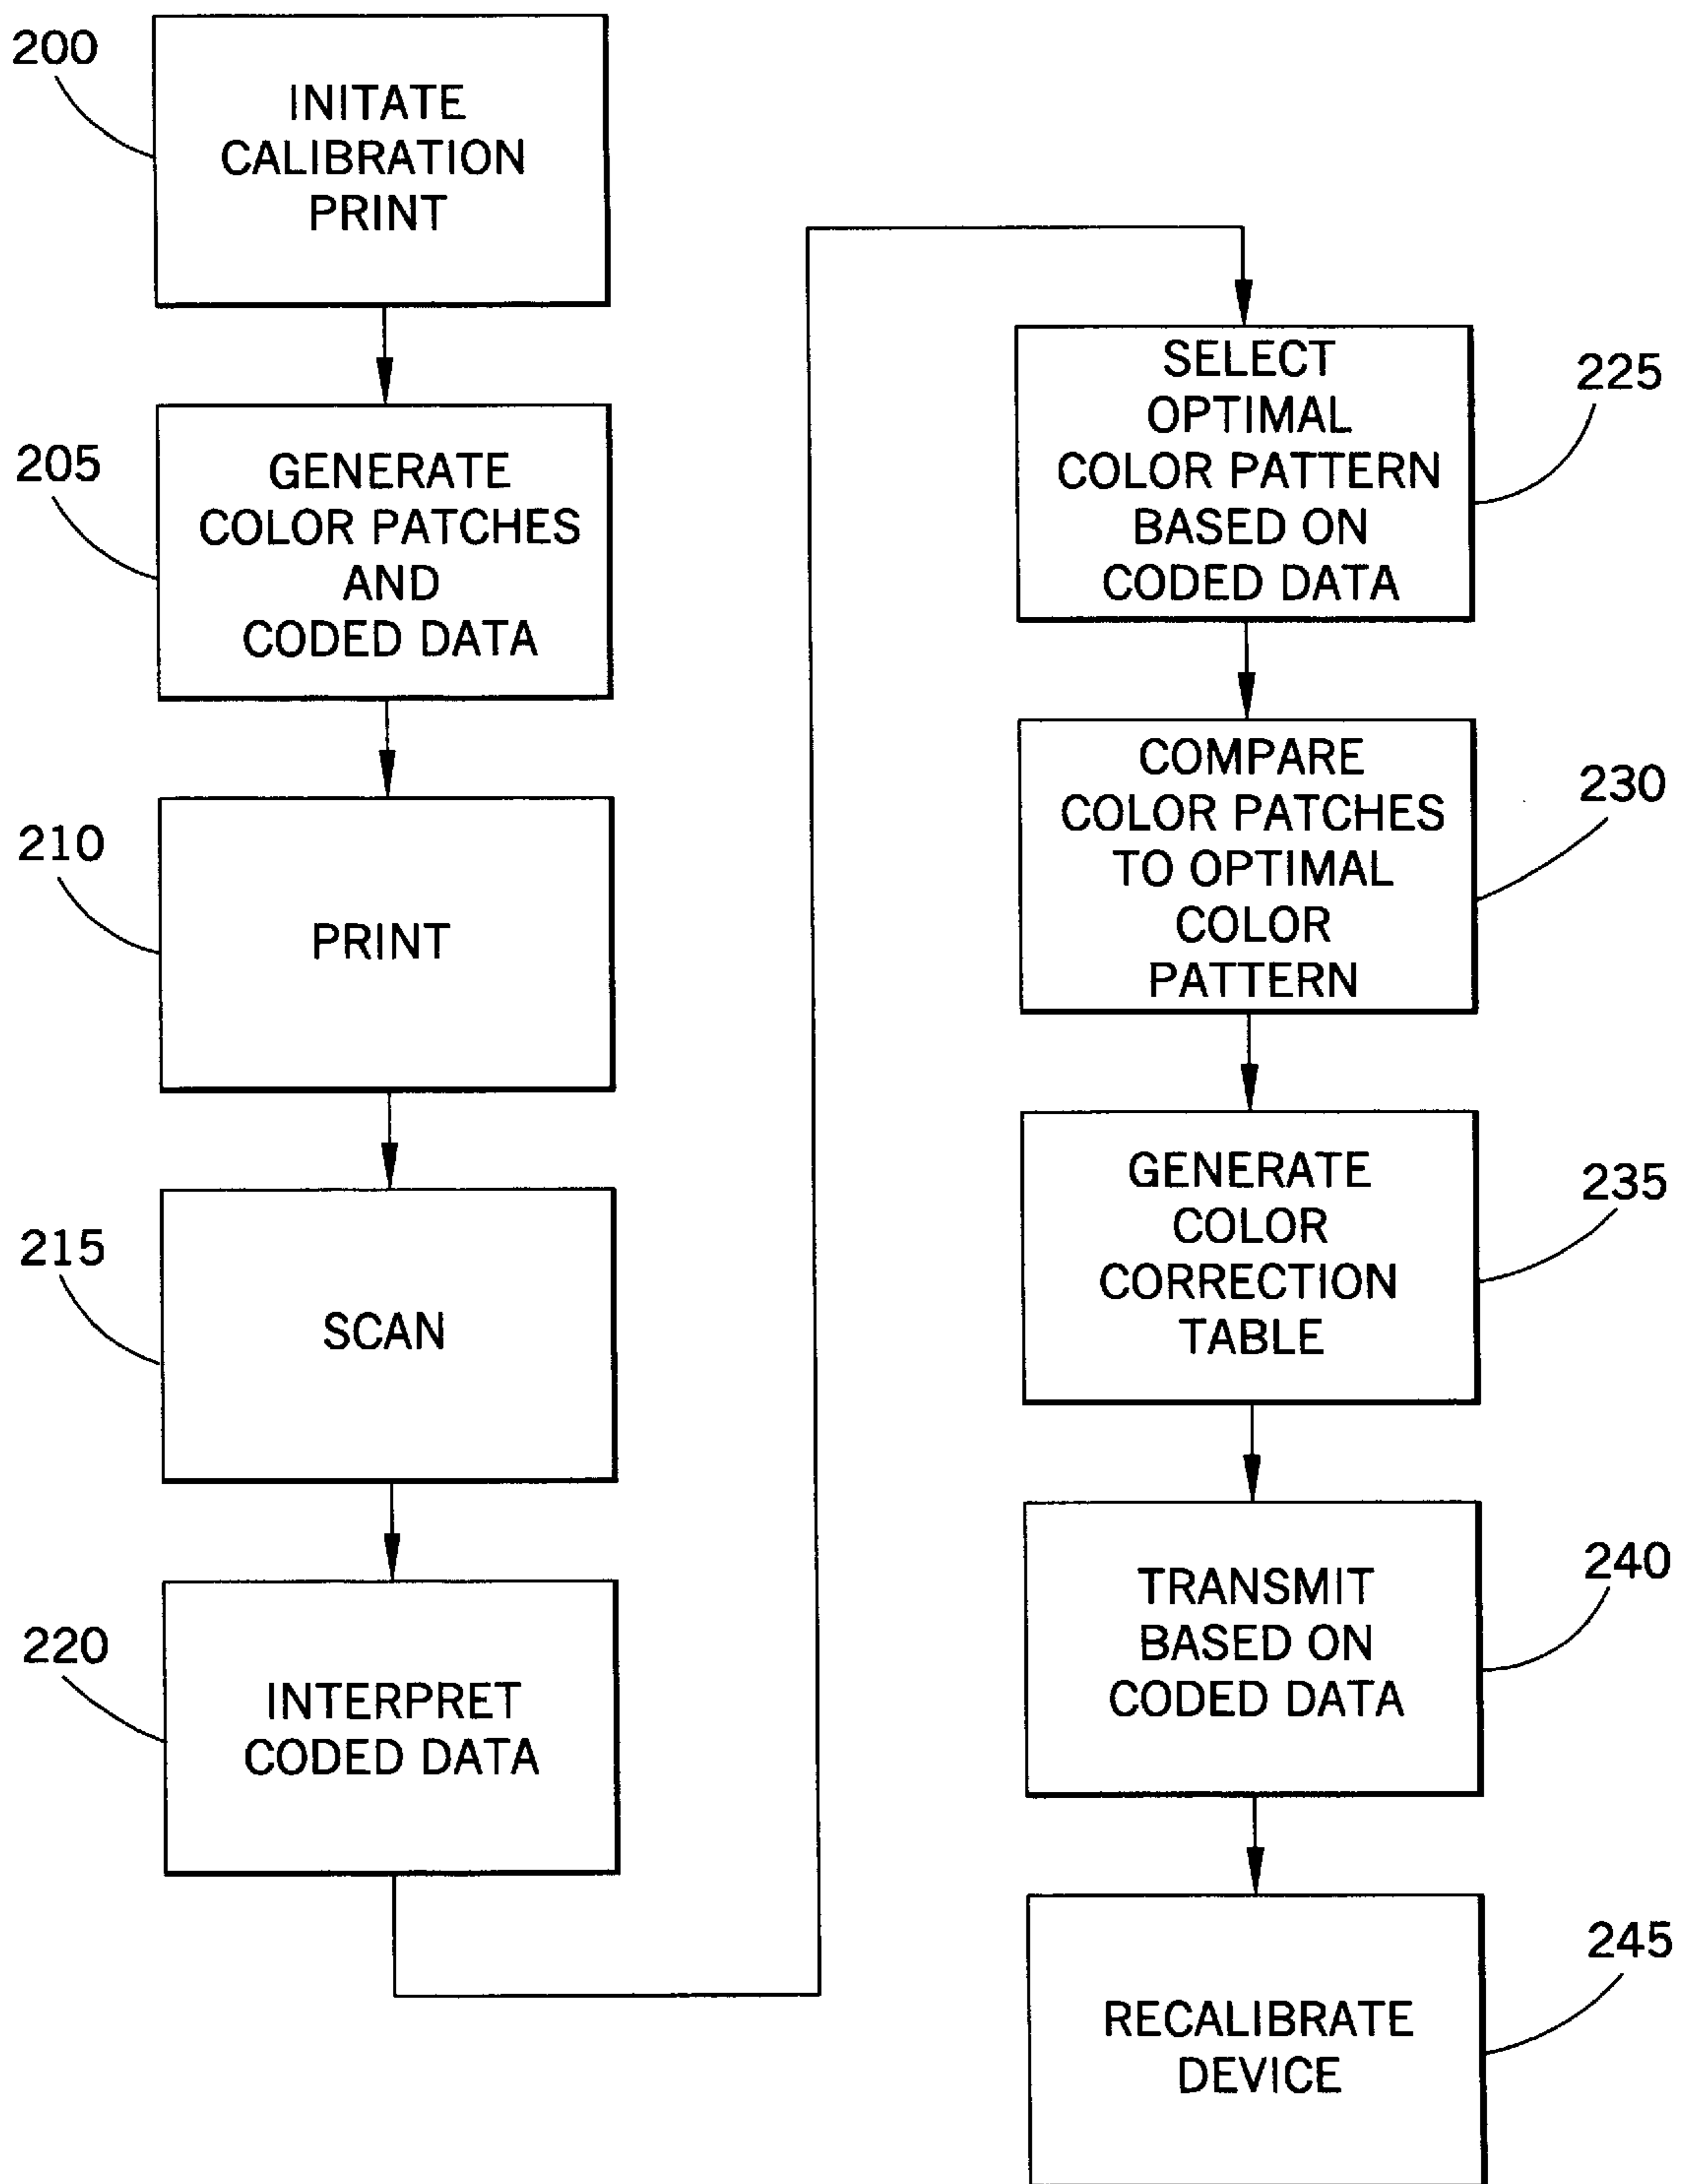 200
INITATE
CALIBRATION
PRINT
205
GENERATE
COLOR PATCHES
AND
CODED DATA
210
PRINT
215
SCAN
220
INTERPRET
CODED DATA
225
SELECT
OPTIMAL
COLOR PATTERN
BASED ON
CODED DATA
230
COMPARE
COLOR PATCHES
TO OPTIMAL
COLOR
PATTERN
235
GENERATE
COLOR
CORRECTION
TABLE
240
TRANSMIT
BASED ON
CODED DATA
245
RECALIBRATE
DEVICE